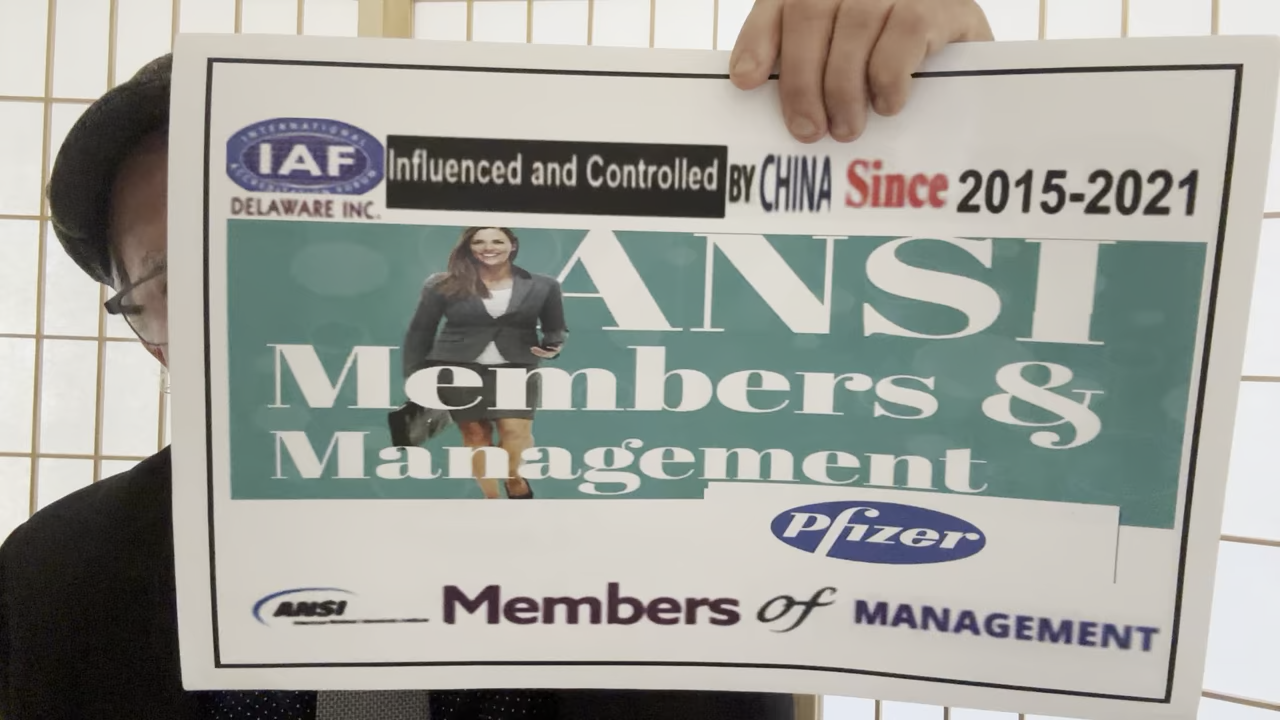 INTERNATIONAL
IAF
DELAWARE INC.
Influenced and Controlled BY CHINA Since 2015-2021
ANSI
Members &
Management
Pfizer
ANSI Members of MANAGEMENT